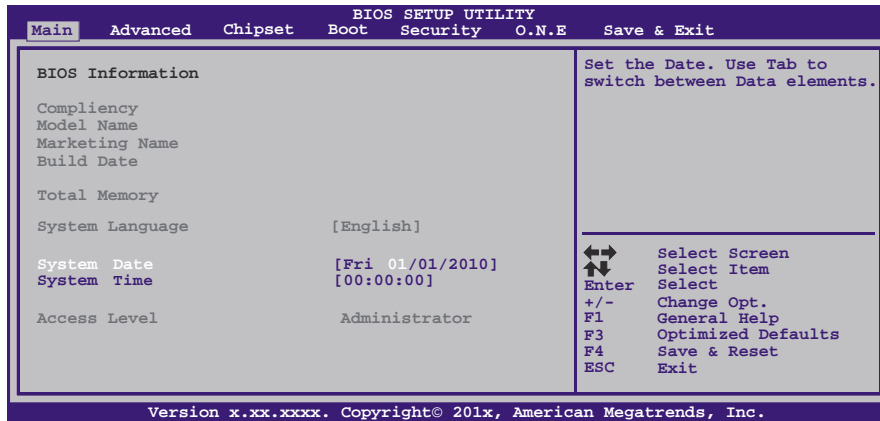 BIOS SETUP UTILITY
Main Advanced Chipset Boot Security O.N.E Save & Exit
BIOS Information
Compliency
Model Name
Marketing Name
Build Date
Total Memory
System Language [English]
System Date [Fri 01/01/2010]
System Time [00:00:00]
Access Level Administrator
Set the Date. Use Tab to
switch between Data elements.
Select Screen
Select Item
Enter Select
+/- Change Opt.
F1 General Help
F3 Optimized Defaults
F4 Save & Reset
ESC Exit
Version x.xx.xxxx. Copyright© 201x, American Megatrends, Inc.